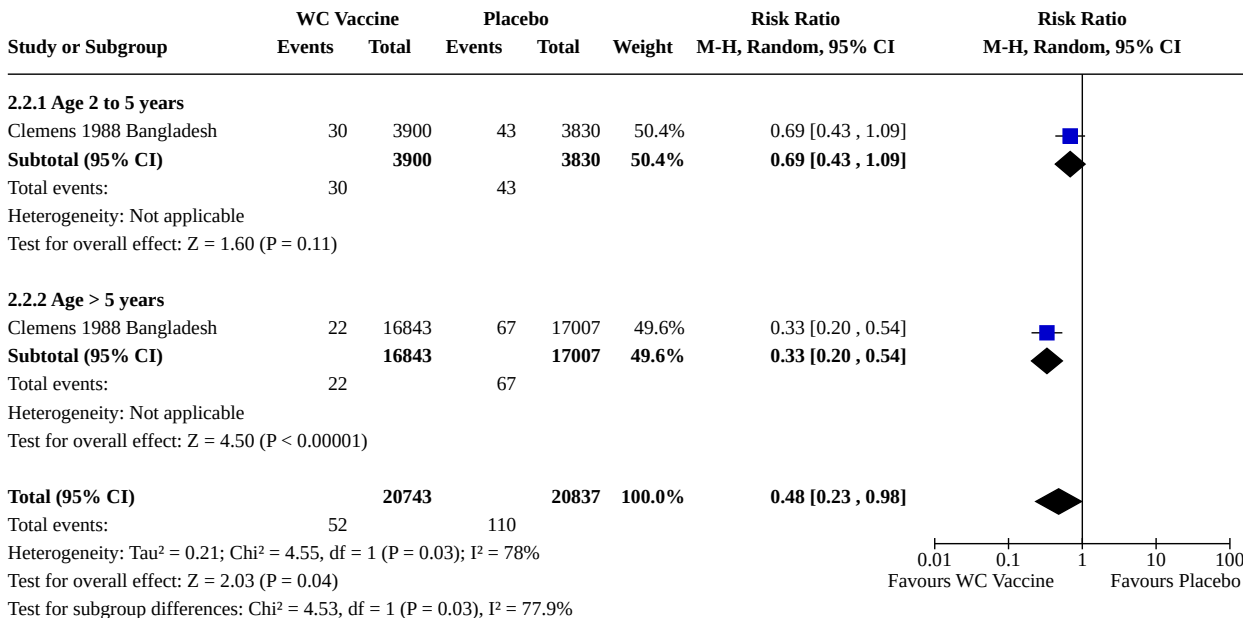 WC Vaccine Placebo Risk Ratio Risk Ratio
Study or Subgroup Events Total Events Total Weight M-H, Random, 95% CI M-H, Random, 95% CI
2.2.1 Age 2 to 5 years
Clemens 1988 Bangladesh 30 3900 43 3830 50.4% 0.69 [0.43 , 1.09]
Subtotal (95% CI) 3900 3830 50.4% 0.69 [0.43 , 1.09]
Total events: 30 43
Heterogeneity: Not applicable
Test for overall effect: Z = 1.60 (P = 0.11)
2.2.2 Age > 5 years
Clemens 1988 Bangladesh 22 16843 67 17007 49.6% 0.33 [0.20 , 0.54]
Subtotal (95% CI) 16843 17007 49.6% 0.33 [0.20 , 0.54]
Total events: 22 67
Heterogeneity: Not applicable
Test for overall effect: Z = 4.50 (P < 0.00001)
Total (95% CI) 20743 20837 100.0% 0.48 [0.23 , 0.98]
Total events: 52 110
Heterogeneity: Tau² = 0.21; Chi² = 4.55, df = 1 (P = 0.03); I² = 78%
Test for overall effect: Z = 2.03 (P = 0.04)
Test for subgroup differences: Chi² = 4.53, df = 1 (P = 0.03), I² = 77.9%
0.01 0.1 1 10 100
Favours WC Vaccine Favours Placebo